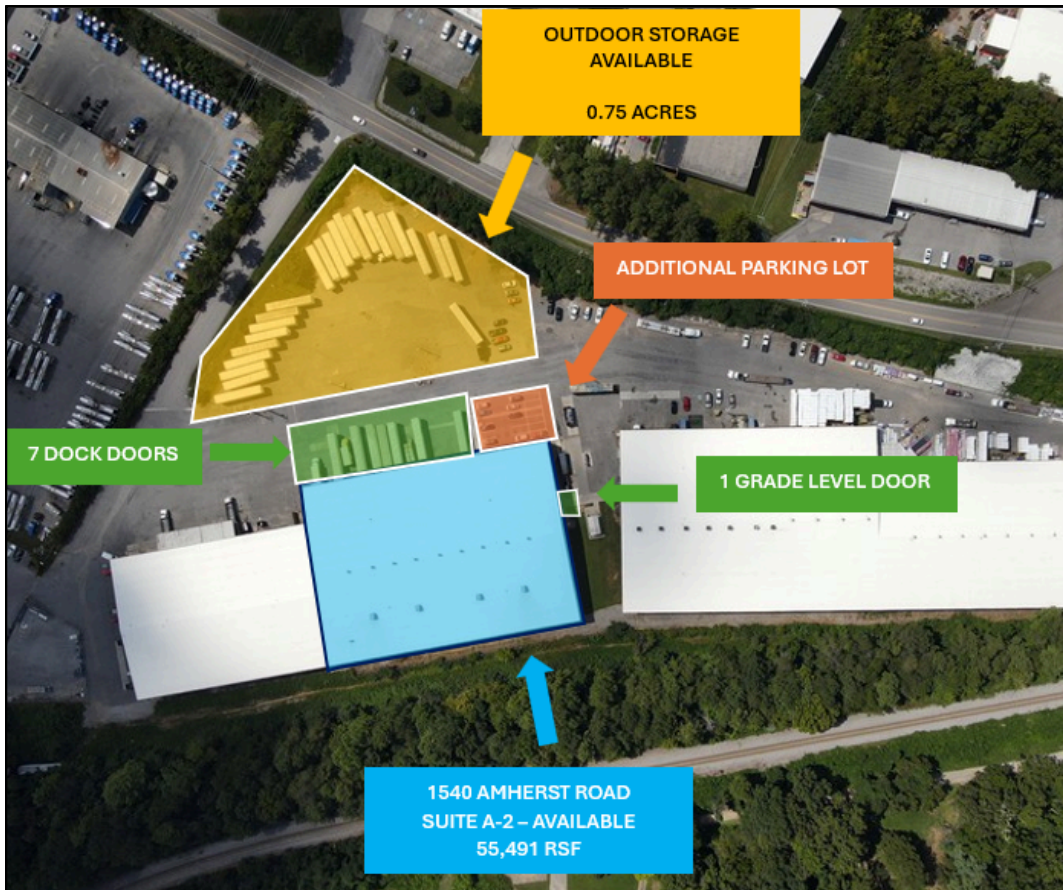 OUTDOOR STORAGE
AVAILABLE
0.75 ACRES
ADDITIONAL PARKING LOT
7 DOCK DOORS
1 GRADE LEVEL DOOR
1540 AMHERST ROAD
SUITE A-2 – AVAILABLE
55,491 RSF